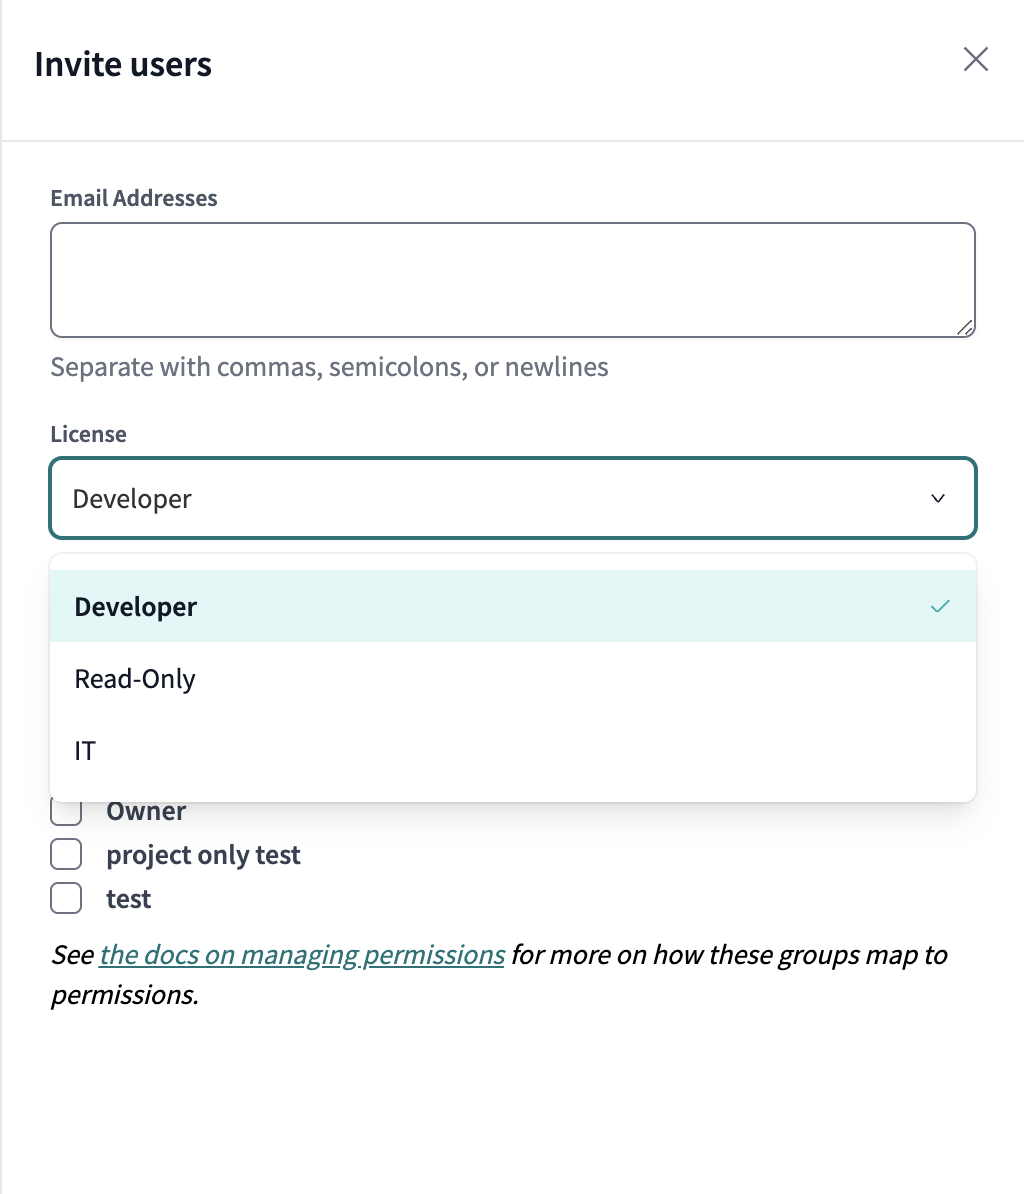 Invite users
Email Addresses
Separate with commas, semicolons, or newlines
License
Developer
Developer
Read-Only
IT
Owner
project only test
test
See the docs on managing permissions for more on how these groups map to
permissions.